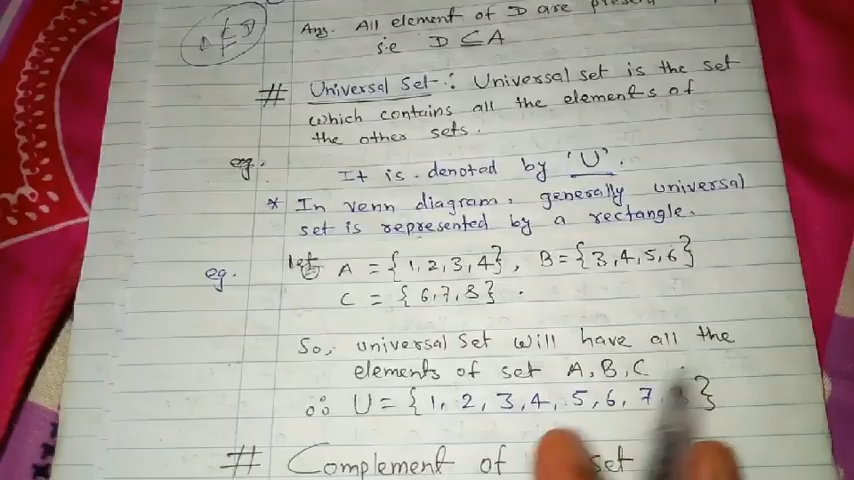 Ans. All element of D are present
i.e D ⊆ A
# Universal Set :- Universal set is the set
which contains all the elements of
the other sets.
eg.
It is denoted by 'U'.
* In venn diagram, generally universal
set is represented by a rectangle.
eg. let A = {1,2,3,4}, B = {3,4,5,6}
C = {6,7,8}.
So, universal set will have all the
elements of set A, B, C
∴ U = {1, 2, 3, 4, 5, 6, 7, }
# Complement of set